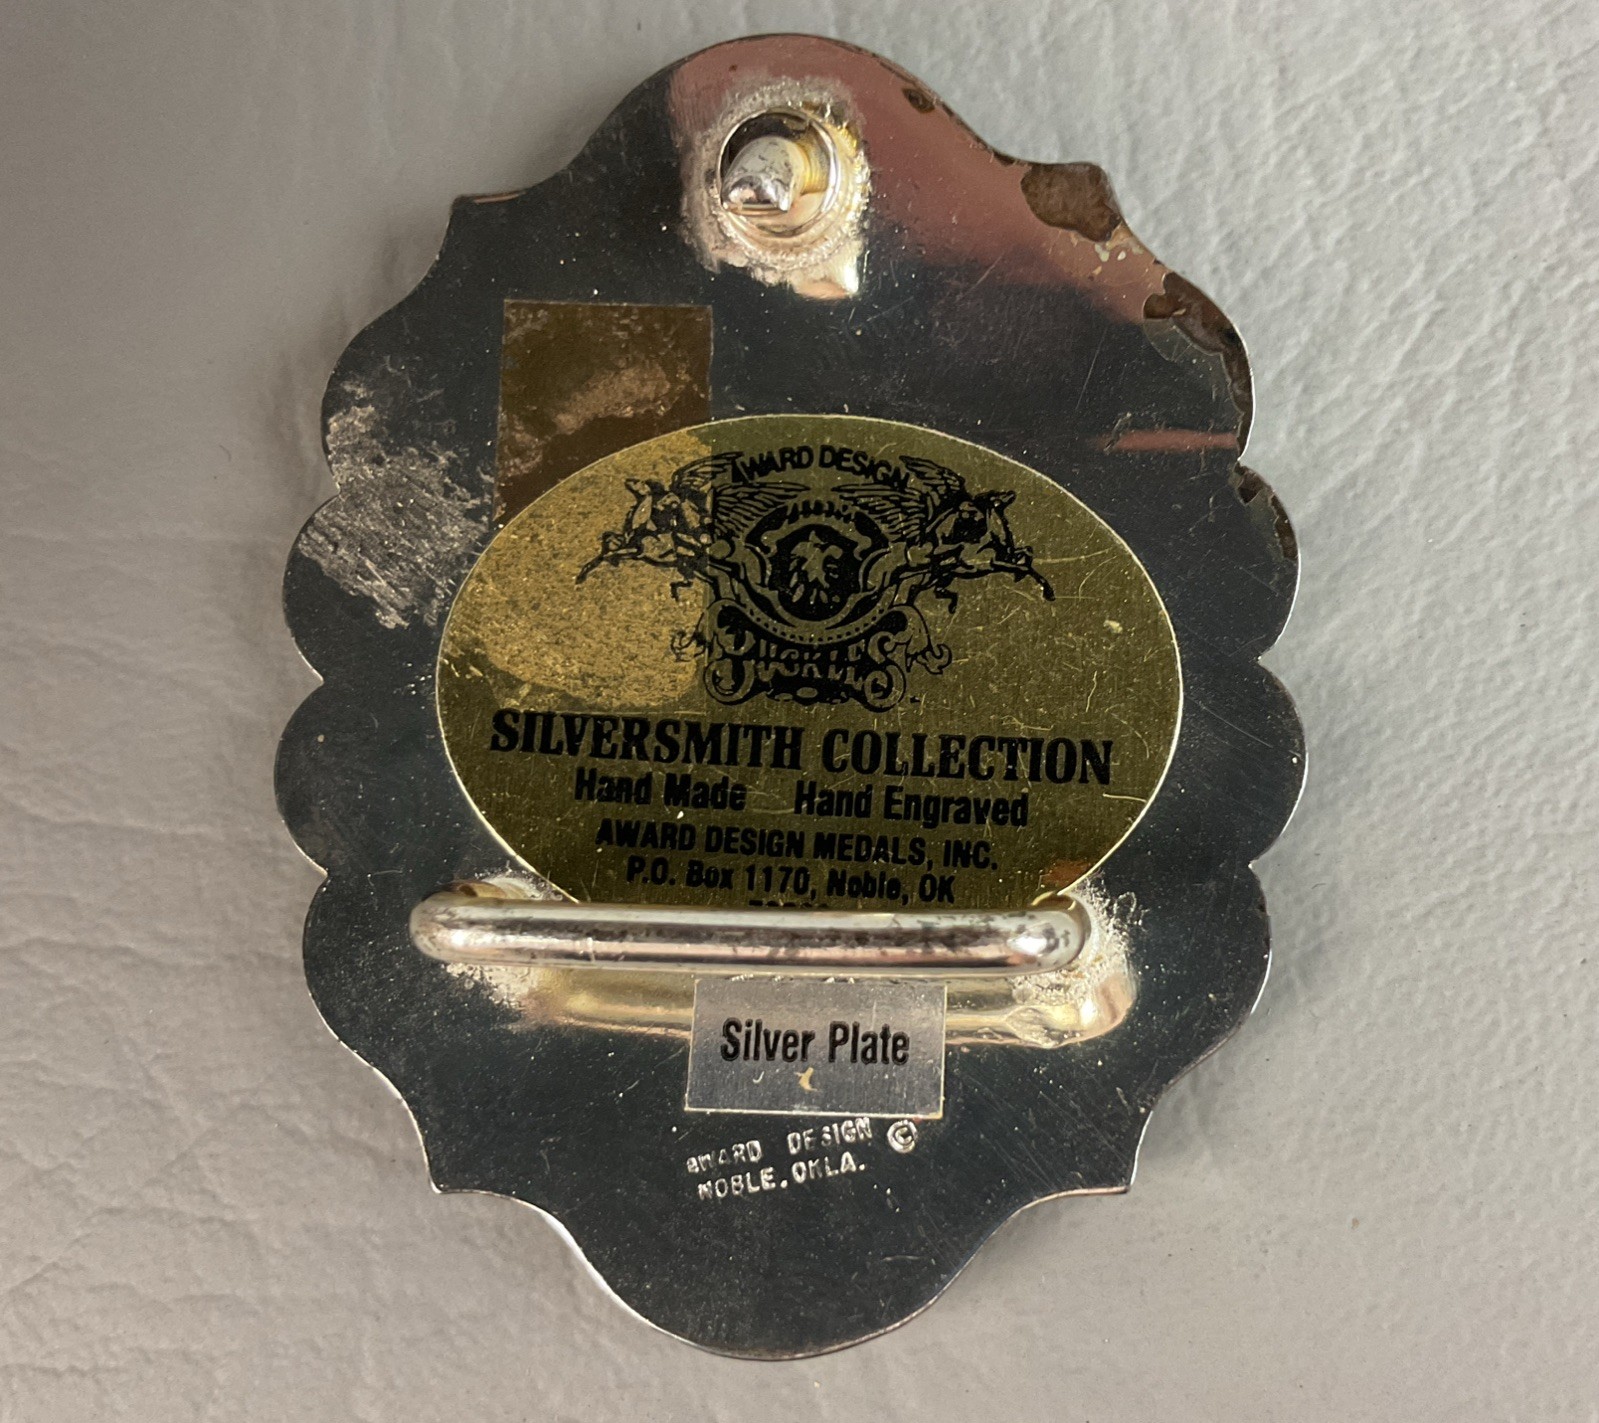 AWARD DESIGN
BUCKLES
SILVERSMITH COLLECTION
Hand Made Hand Engraved
AWARD DESIGN MEDALS, INC.
P.O. Box 1170, Noble, OK
Silver Plate
AWARD DESIGN ©
NOBLE. OKLA.